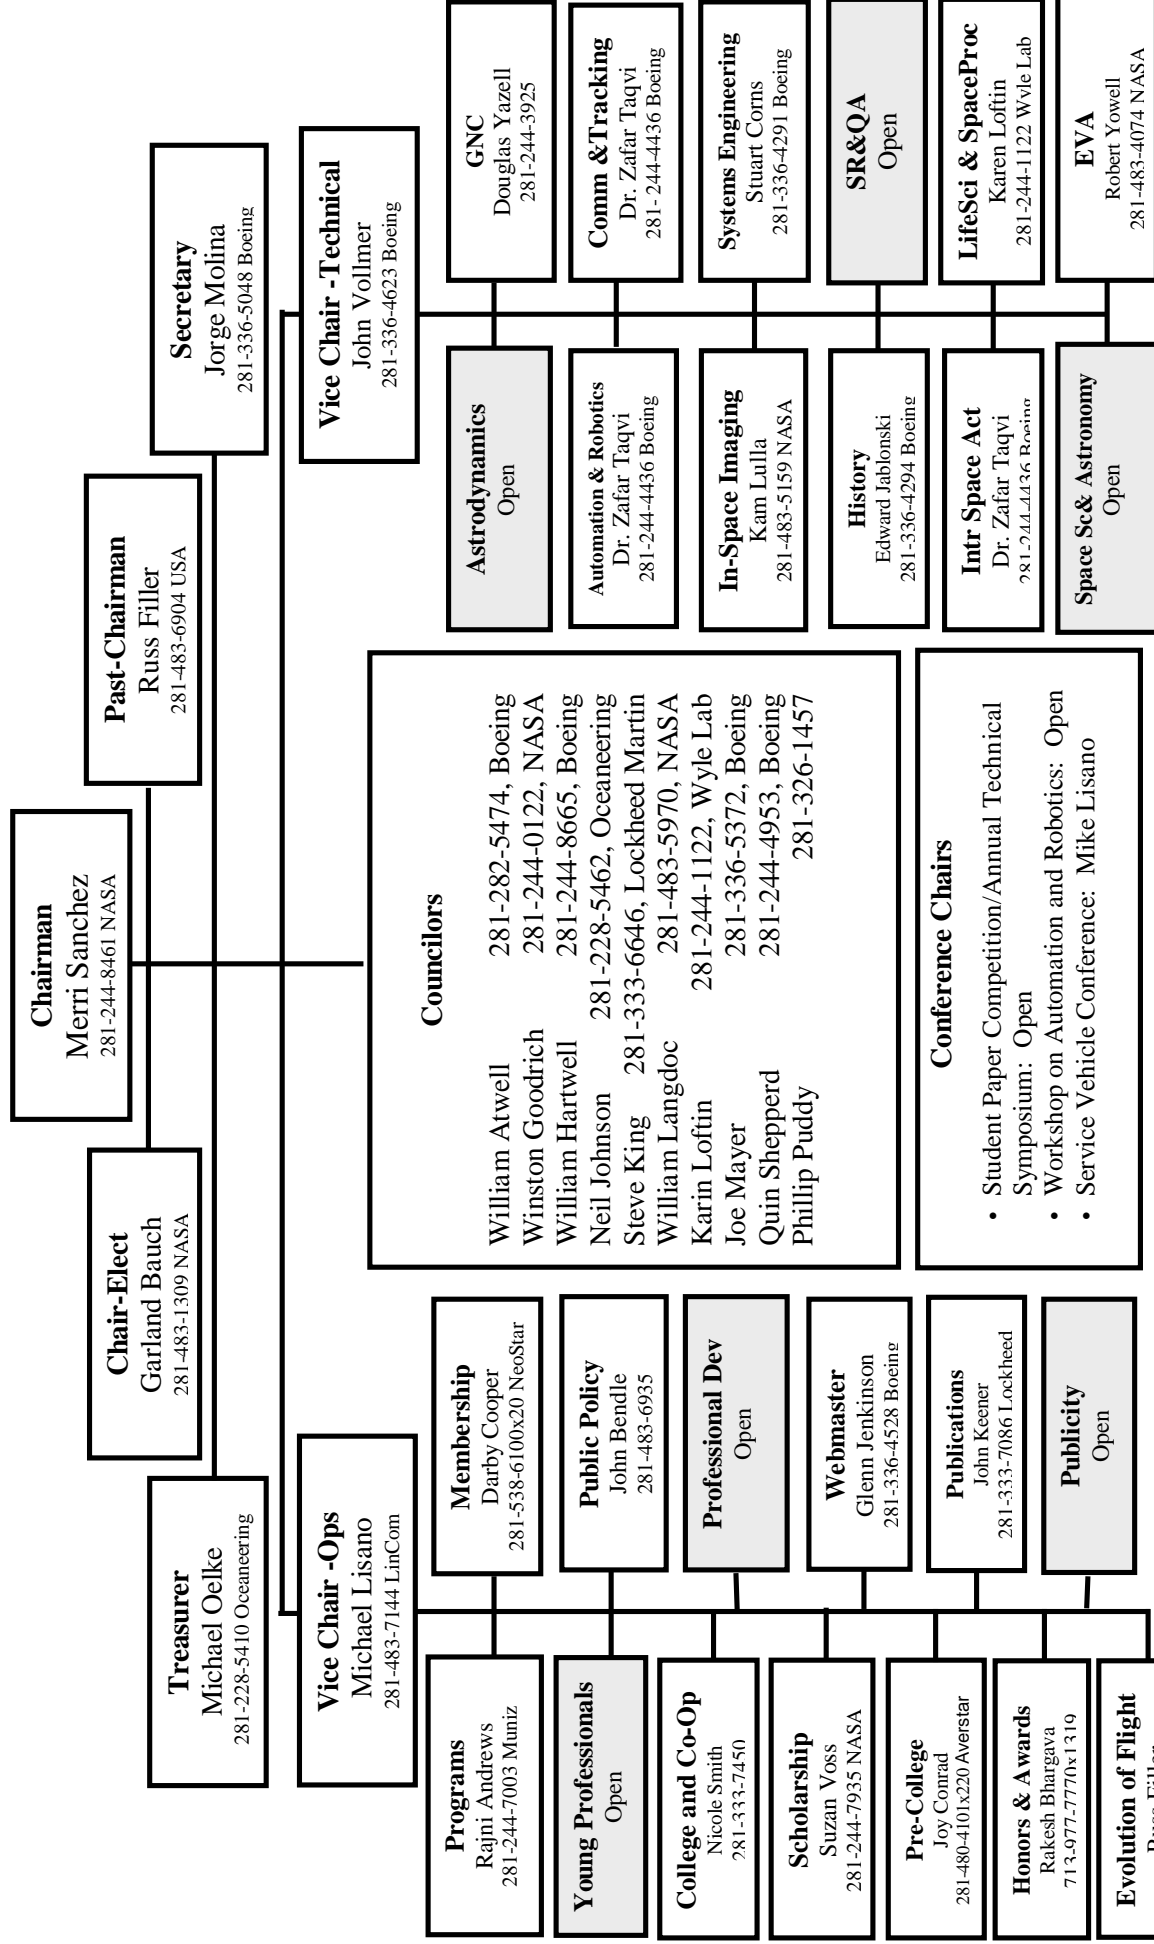 Chairman
Merri Sanchez
281-244-8461 NASA
Chair-Elect
Garland Bauch
281-483-1309 NASA
Past-Chairman
Russ Filler
281-483-6904 USA
Treasurer
Michael Oelke
281-228-5410 Oceaneering
Secretary
Jorge Molina
281-336-5048 Boeing
Vice Chair -Ops
Michael Lisano
281-483-7144 LinCom
Vice Chair -Technical
John Vollmer
281-336-4623 Boeing
Programs
Rajni Andrews
281-244-7003 Muniz
Young Professionals
Open
College and Co-Op
Nicole Smith
281-333-7450
Scholarship
Suzan Voss
281-244-7935 NASA
Pre-College
Joy Conrad
281-480-4101x220 Averstar
Honors & Awards
Rakesh Bhargava
713-977-7770x1319
Evolution of Flight
Russ Filler
Membership
Darby Cooper
281-538-6100x20 NeoStar
Public Policy
John Bendle
281-483-6935
Professional Dev
Open
Webmaster
Glenn Jenkinson
281-336-4528 Boeing
Publications
John Keener
281-333-7086 Lockheed
Publicity
Open
Councilors
William Atwell 281-282-5474, Boeing
Winston Goodrich 281-244-0122, NASA
William Hartwell 281-244-8665, Boeing
Neil Johnson 281-228-5462, Oceaneering
Steve King 281-333-6646, Lockheed Martin
William Langdoc 281-483-5970, NASA
Karin Loftin 281-244-1122, Wyle Lab
Joe Mayer 281-336-5372, Boeing
Quin Shepperd 281-244-4953, Boeing
Phillip Puddy 281-326-1457
Conference Chairs
• Student Paper Competition/Annual Technical
Symposium: Open
• Workshop on Automation and Robotics: Open
• Service Vehicle Conference: Mike Lisano
Astrodynamics
Open
Automation & Robotics
Dr. Zafar Taqvi
281-244-4436 Boeing
In-Space Imaging
Kam Lulla
281-483-5159 NASA
History
Edward Jablonski
281-336-4294 Boeing
Intr Space Act
Dr. Zafar Taqvi
281-244-4436 Boeing
Space Sc& Astronomy
Open
GNC
Douglas Yazell
281-244-3925
Comm &Tracking
Dr. Zafar Taqvi
281- 244-4436 Boeing
Systems Engineering
Stuart Corns
281-336-4291 Boeing
SR&QA
Open
LifeSci & SpaceProc
Karen Loftin
281-244-1122 Wyle Lab
EVA
Robert Yowell
281-483-4074 NASA